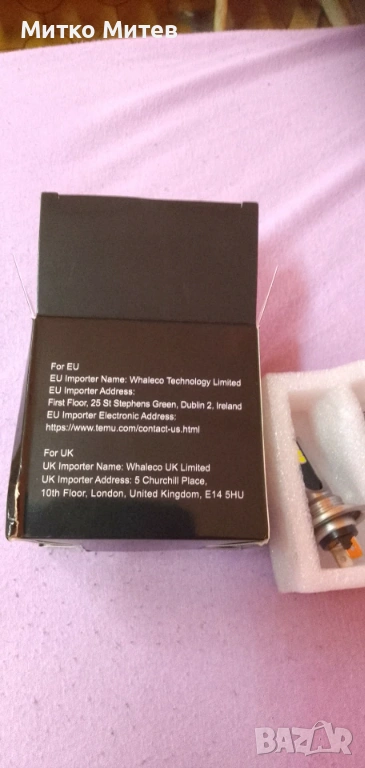 Митко Митев
For EU
EU Importer Name: Whaleco Technology Limited
EU Importer Address:
First Floor, 25 St Stephens Green, Dublin 2, Ireland
EU Importer Electronic Address:
https://www.temu.com/contact-us.html
For UK
UK Importer Name: Whaleco UK Limited
UK Importer Address: 5 Churchill Place,
10th Floor, London, United Kingdom, E14 5HU
BAZAR